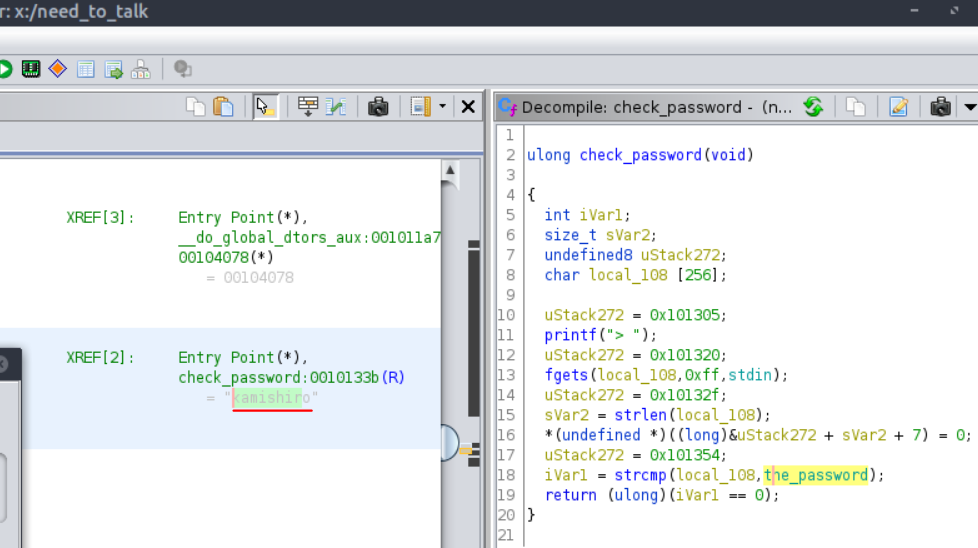 r: x:/need_to_talk
Decompile: check_password - (n...
XREF[3]: Entry Point(*),
__do_global_dtors_aux:001011a7
00104078(*)
= 00104078
XREF[2]: Entry Point(*),
check_password:0010133b(R)
= "kamishiro"
1
2 ulong check_password(void)
3
4 {
5 int iVar1;
6 size_t sVar2;
7 undefined8 uStack272;
8 char local_108 [256];
9
10 uStack272 = 0x101305;
11 printf("> ");
12 uStack272 = 0x101320;
13 fgets(local_108,0xff,stdin);
14 uStack272 = 0x10132f;
15 sVar2 = strlen(local_108);
16 *(undefined *)((long)&uStack272 + sVar2 + 7) = 0;
17 uStack272 = 0x101354;
18 iVar1 = strcmp(local_108,the_password);
19 return (ulong)(iVar1 == 0);
20 }
21